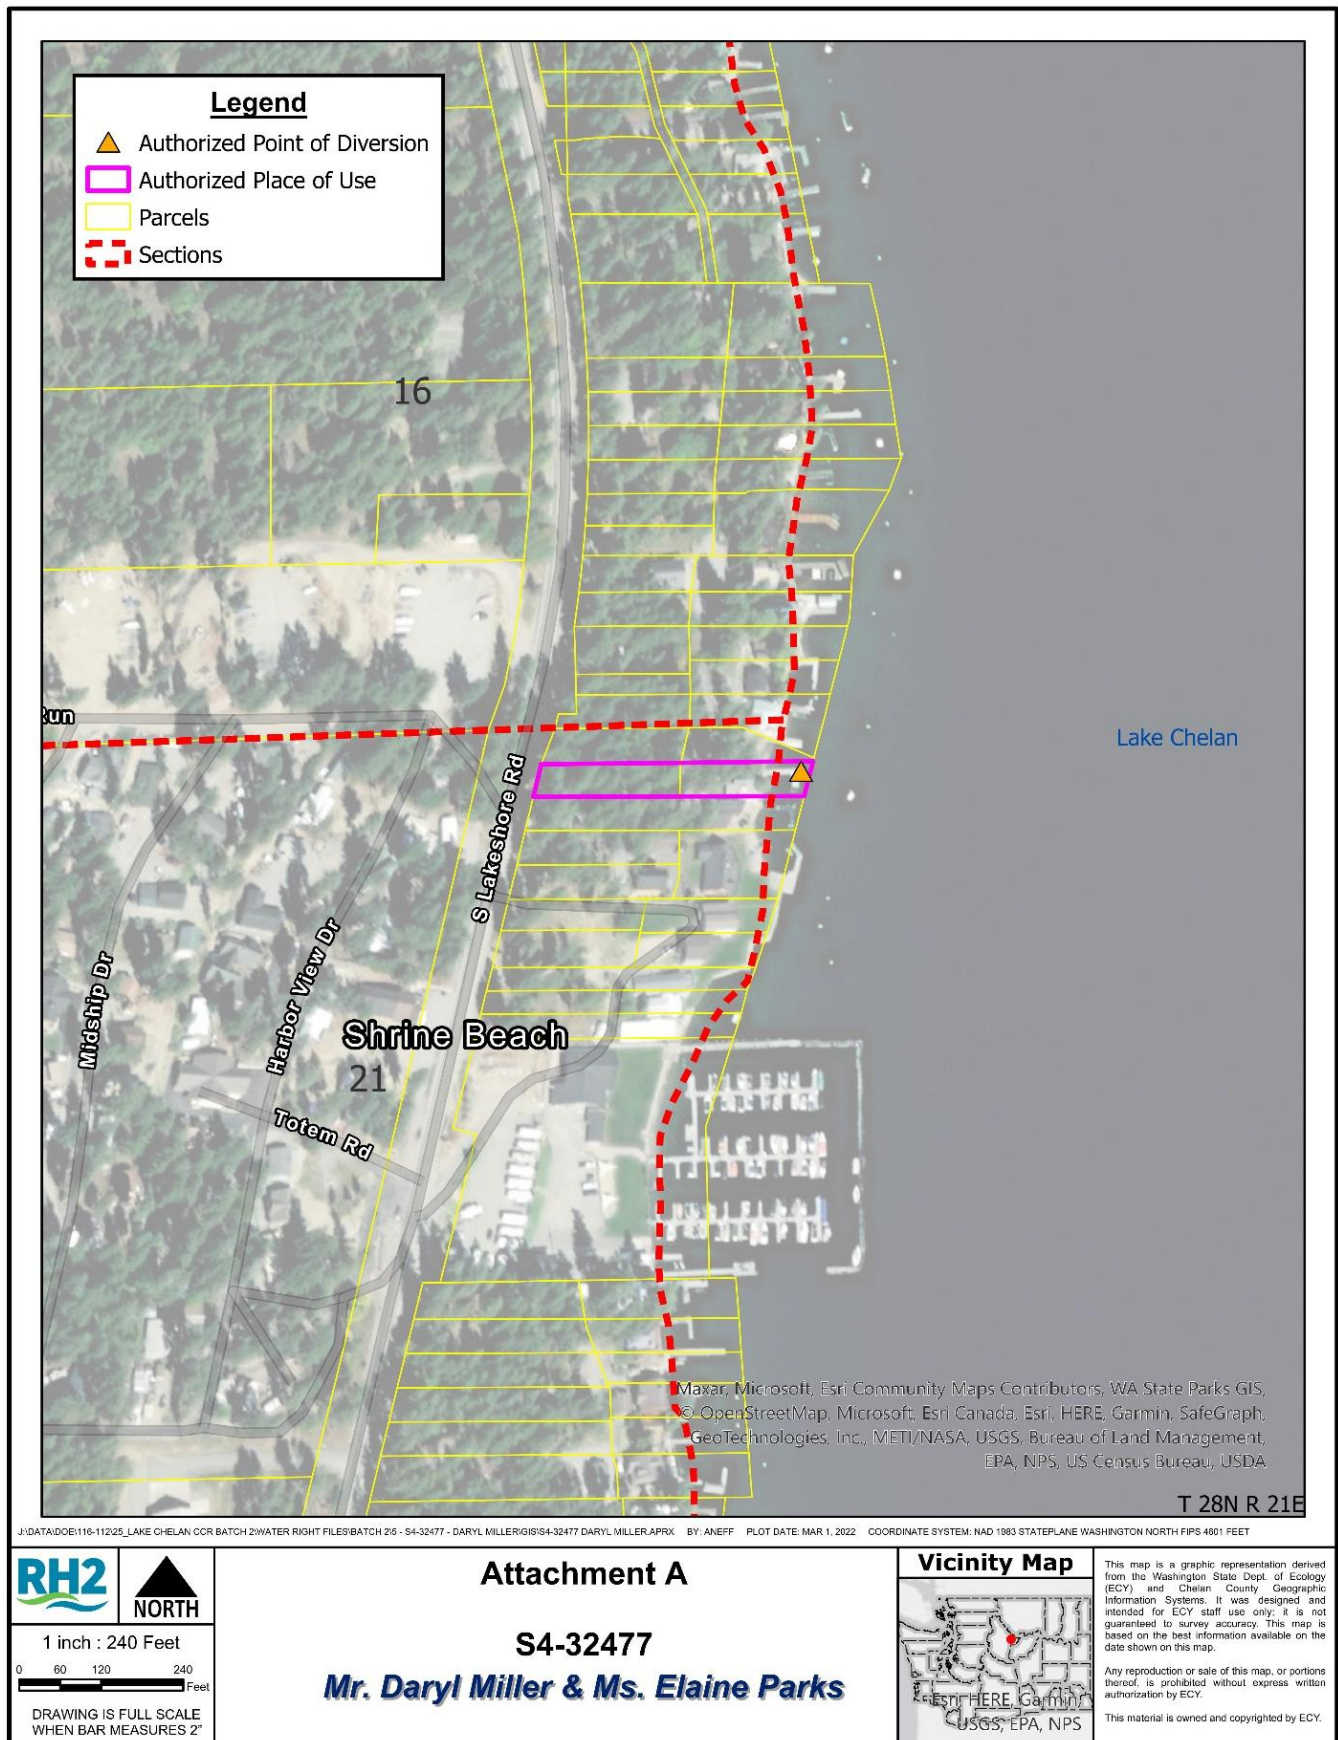 Legend
Authorized Point of Diversion
Authorized Place of Use
Parcels
Sections
16
Run
Lake Chelan
S Lakeshore Rd
Midship Dr
Harbor View Dr
Shrine Beach
21
Totem Rd
Maxar, Microsoft, Esri Community Maps Contributors, WA State Parks GIS,
© OpenStreetMap, Microsoft, Esri Canada, Esri, HERE, Garmin, SafeGraph,
GeoTechnologies, Inc., METI/NASA, USGS, Bureau of Land Management,
EPA, NPS, US Census Bureau, USDA
T 28N R 21E
J:\DATA\DOE\116-112\25_LAKE CHELAN CCR BATCH 2\WATER RIGHT FILES\BATCH 2\5 - S4-32477 - DARYL MILLER\GIS\S4-32477 DARYL MILLER.APRX BY: ANEFF PLOT DATE: MAR 1, 2022 COORDINATE SYSTEM: NAD 1983 STATEPLANE WASHINGTON NORTH FIPS 4601 FEET
RH2
NORTH
1 inch : 240 Feet
0 60 120 240
Feet
DRAWING IS FULL SCALE
WHEN BAR MEASURES 2"
Attachment A
S4-32477
Mr. Daryl Miller & Ms. Elaine Parks
Vicinity Map
Esri, HERE, Garmin,
USGS, EPA, NPS
This map is a graphic representation derived
from the Washington State Dept. of Ecology
(ECY) and Chelan County Geographic
Information Systems. It was designed and
intended for ECY staff use only; it is not
guaranteed to survey accuracy. This map is
based on the best information available on the
date shown on this map.
Any reproduction or sale of this map, or portions
thereof, is prohibited without express written
authorization by ECY.
This material is owned and copyrighted by ECY.